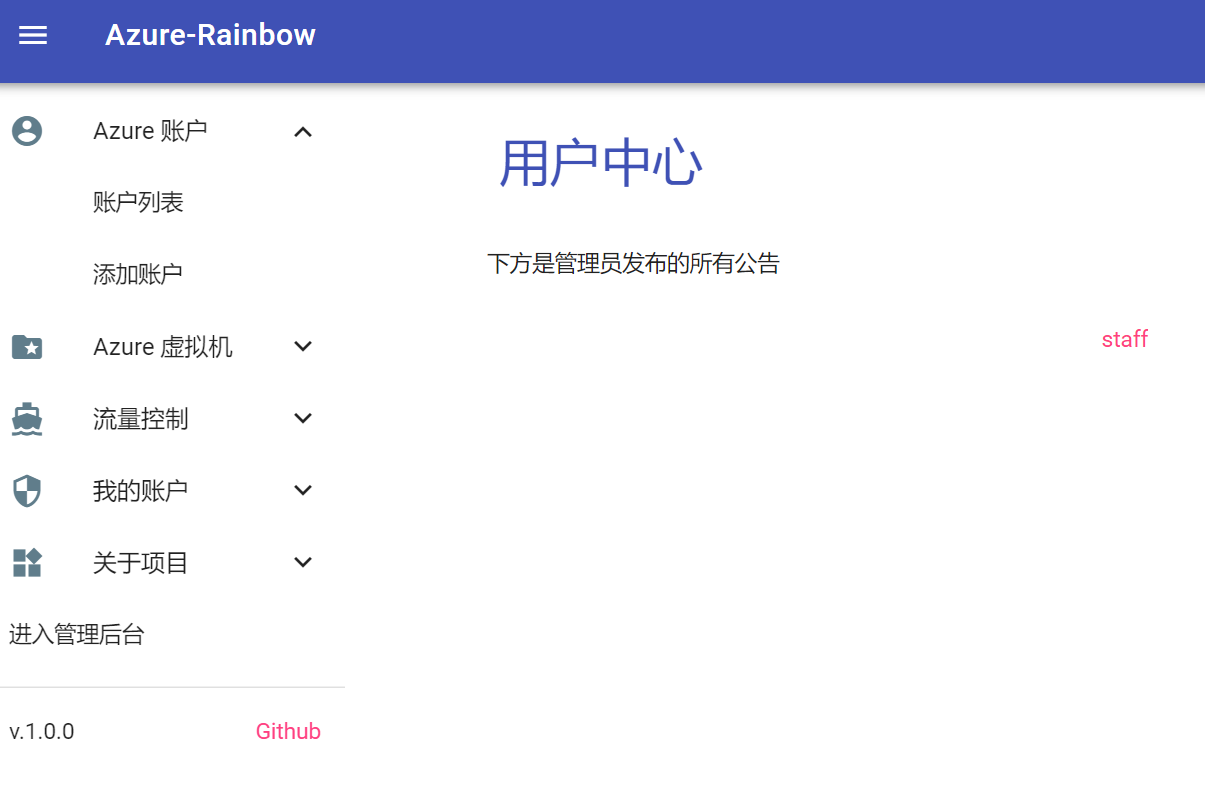 Azure-Rainbow
Azure 账户
账户列表
添加账户
Azure 虚拟机
流量控制
我的账户
关于项目
进入管理后台
v.1.0.0
Github
用户中心
下方是管理员发布的所有公告
staff